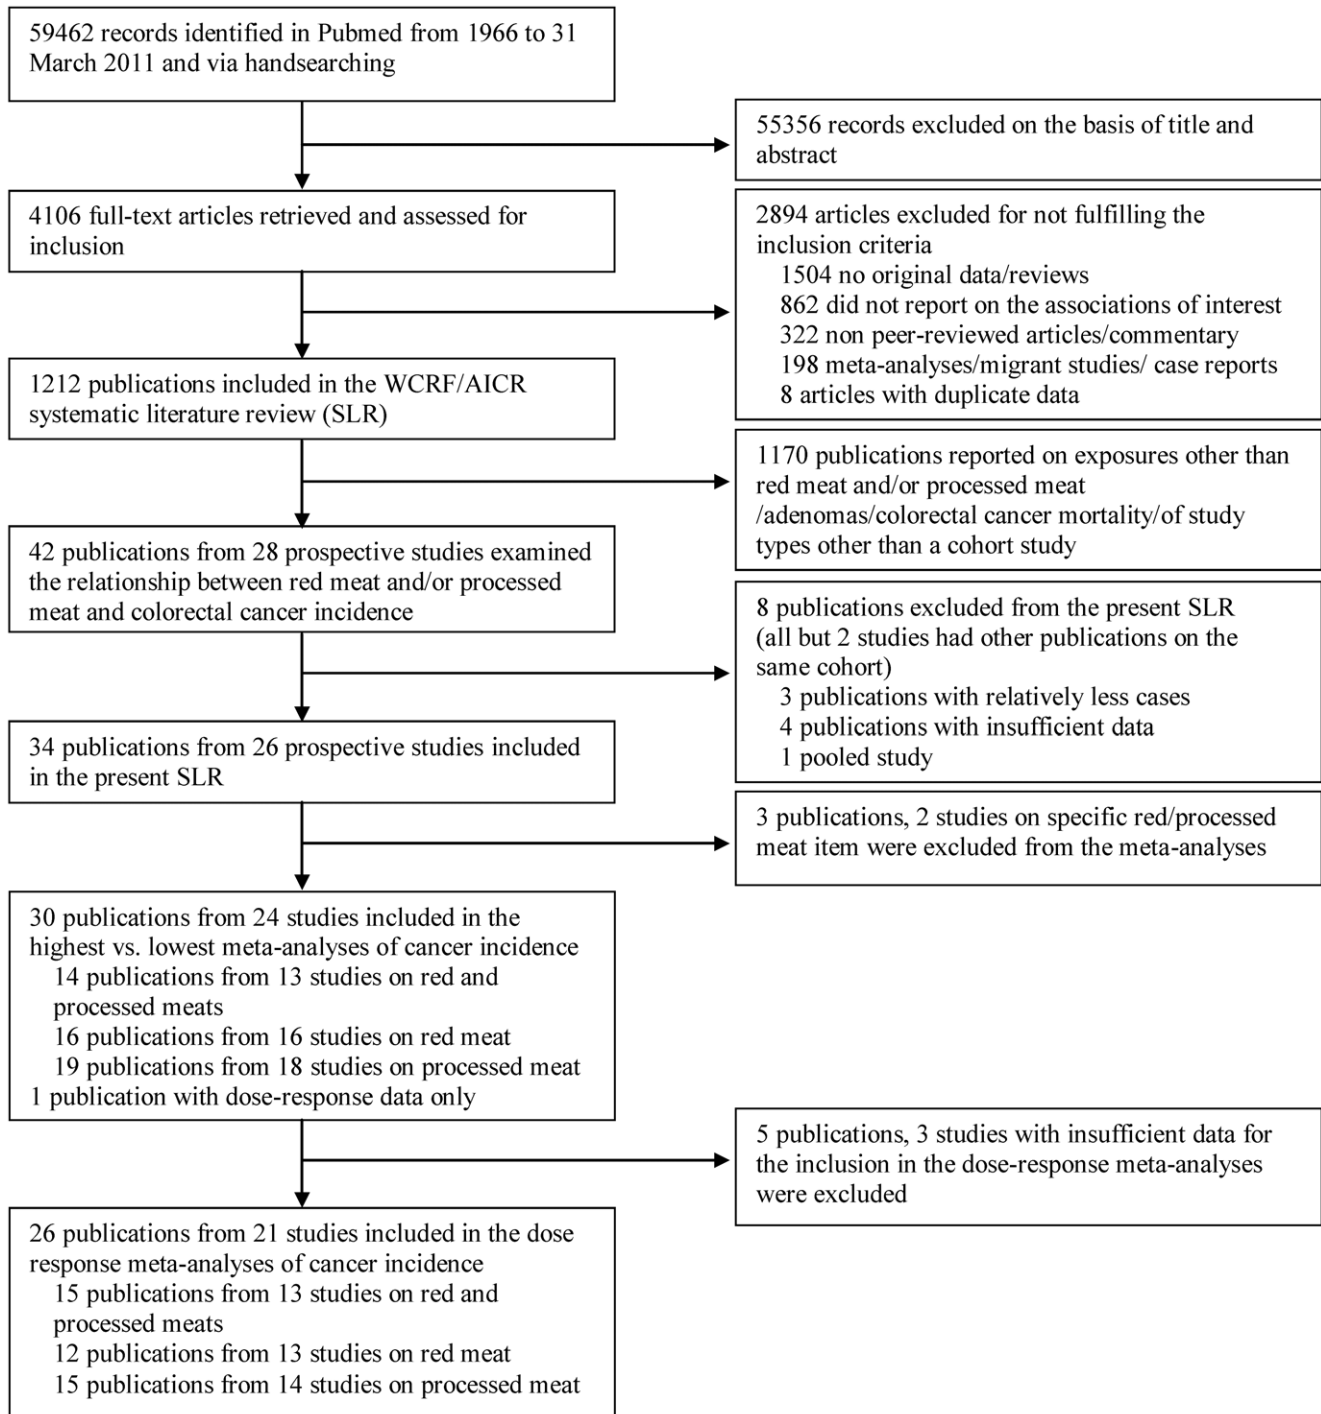 59462 records identified in Pubmed from 1966 to 31
March 2011 and via handsearching
55356 records excluded on the basis of title and
abstract
4106 full-text articles retrieved and assessed for
inclusion
2894 articles excluded for not fulfilling the
inclusion criteria
1504 no original data/reviews
862 did not report on the associations of interest
322 non peer-reviewed articles/commentary
198 meta-analyses/migrant studies/ case reports
8 articles with duplicate data
1212 publications included in the WCRF/AICR
systematic literature review (SLR)
1170 publications reported on exposures other than
red meat and/or processed meat
/adenomas/colorectal cancer mortality/of study
types other than a cohort study
42 publications from 28 prospective studies examined
the relationship between red meat and/or processed
meat and colorectal cancer incidence
8 publications excluded from the present SLR
(all but 2 studies had other publications on the
same cohort)
3 publications with relatively less cases
4 publications with insufficient data
1 pooled study
34 publications from 26 prospective studies included
in the present SLR
3 publications, 2 studies on specific red/processed
meat item were excluded from the meta-analyses
30 publications from 24 studies included in the
highest vs. lowest meta-analyses of cancer incidence
14 publications from 13 studies on red and
processed meats
16 publications from 16 studies on red meat
19 publications from 18 studies on processed meat
1 publication with dose-response data only
5 publications, 3 studies with insufficient data for
the inclusion in the dose-response meta-analyses
were excluded
26 publications from 21 studies included in the dose
response meta-analyses of cancer incidence
15 publications from 13 studies on red and
processed meats
12 publications from 13 studies on red meat
15 publications from 14 studies on processed meat